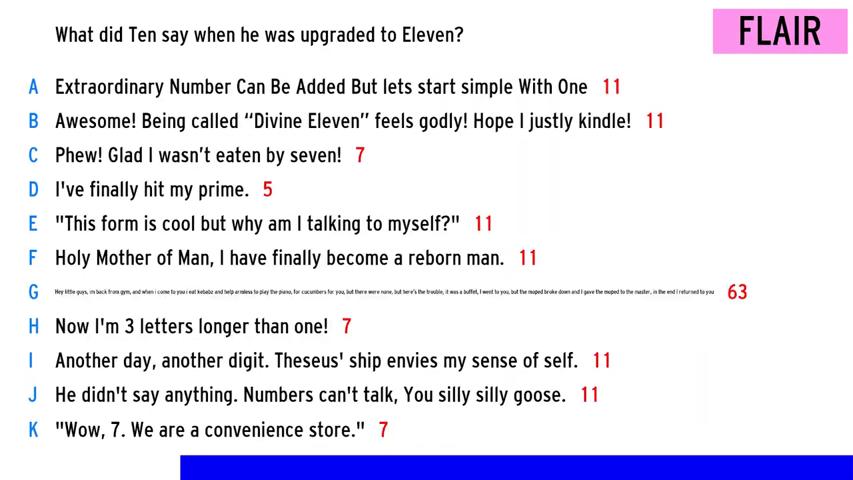 What did Ten say when he was upgraded to Eleven?
FLAIR
A Extraordinary Number Can Be Added But lets start simple With One 11
B Awesome! Being called “Divine Eleven” feels godly! Hope I justly kindle! 11
C Phew! Glad I wasn’t eaten by seven! 7
D I've finally hit my prime. 5
E "This form is cool but why am I talking to myself?" 11
F Holy Mother of Man, I have finally become a reborn man. 11
G Hey little guys, im back from gym, and when i come to you i eat kebabz and help armless to play the piano, for cucumbers for you, but there were none, but here's the trouble, it was a buffet, I went to you, but the moped broke down and I gave the moped to the master, in the end I returned to you 63
H Now I'm 3 letters longer than one! 7
I Another day, another digit. Theseus' ship envies my sense of self. 11
J He didn't say anything. Numbers can't talk, You silly silly goose. 11
K "Wow, 7. We are a convenience store." 7